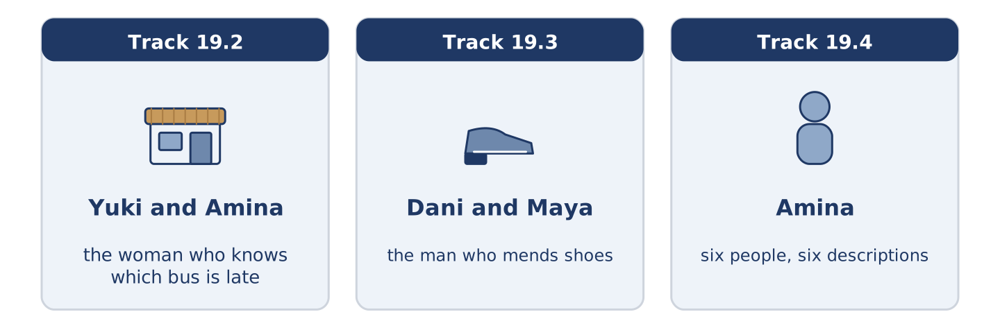 Track 19.2
Yuki and Amina
the woman who knows
which bus is late
Track 19.3
Dani and Maya
the man who mends shoes
Track 19.4
Amina
six people, six descriptions